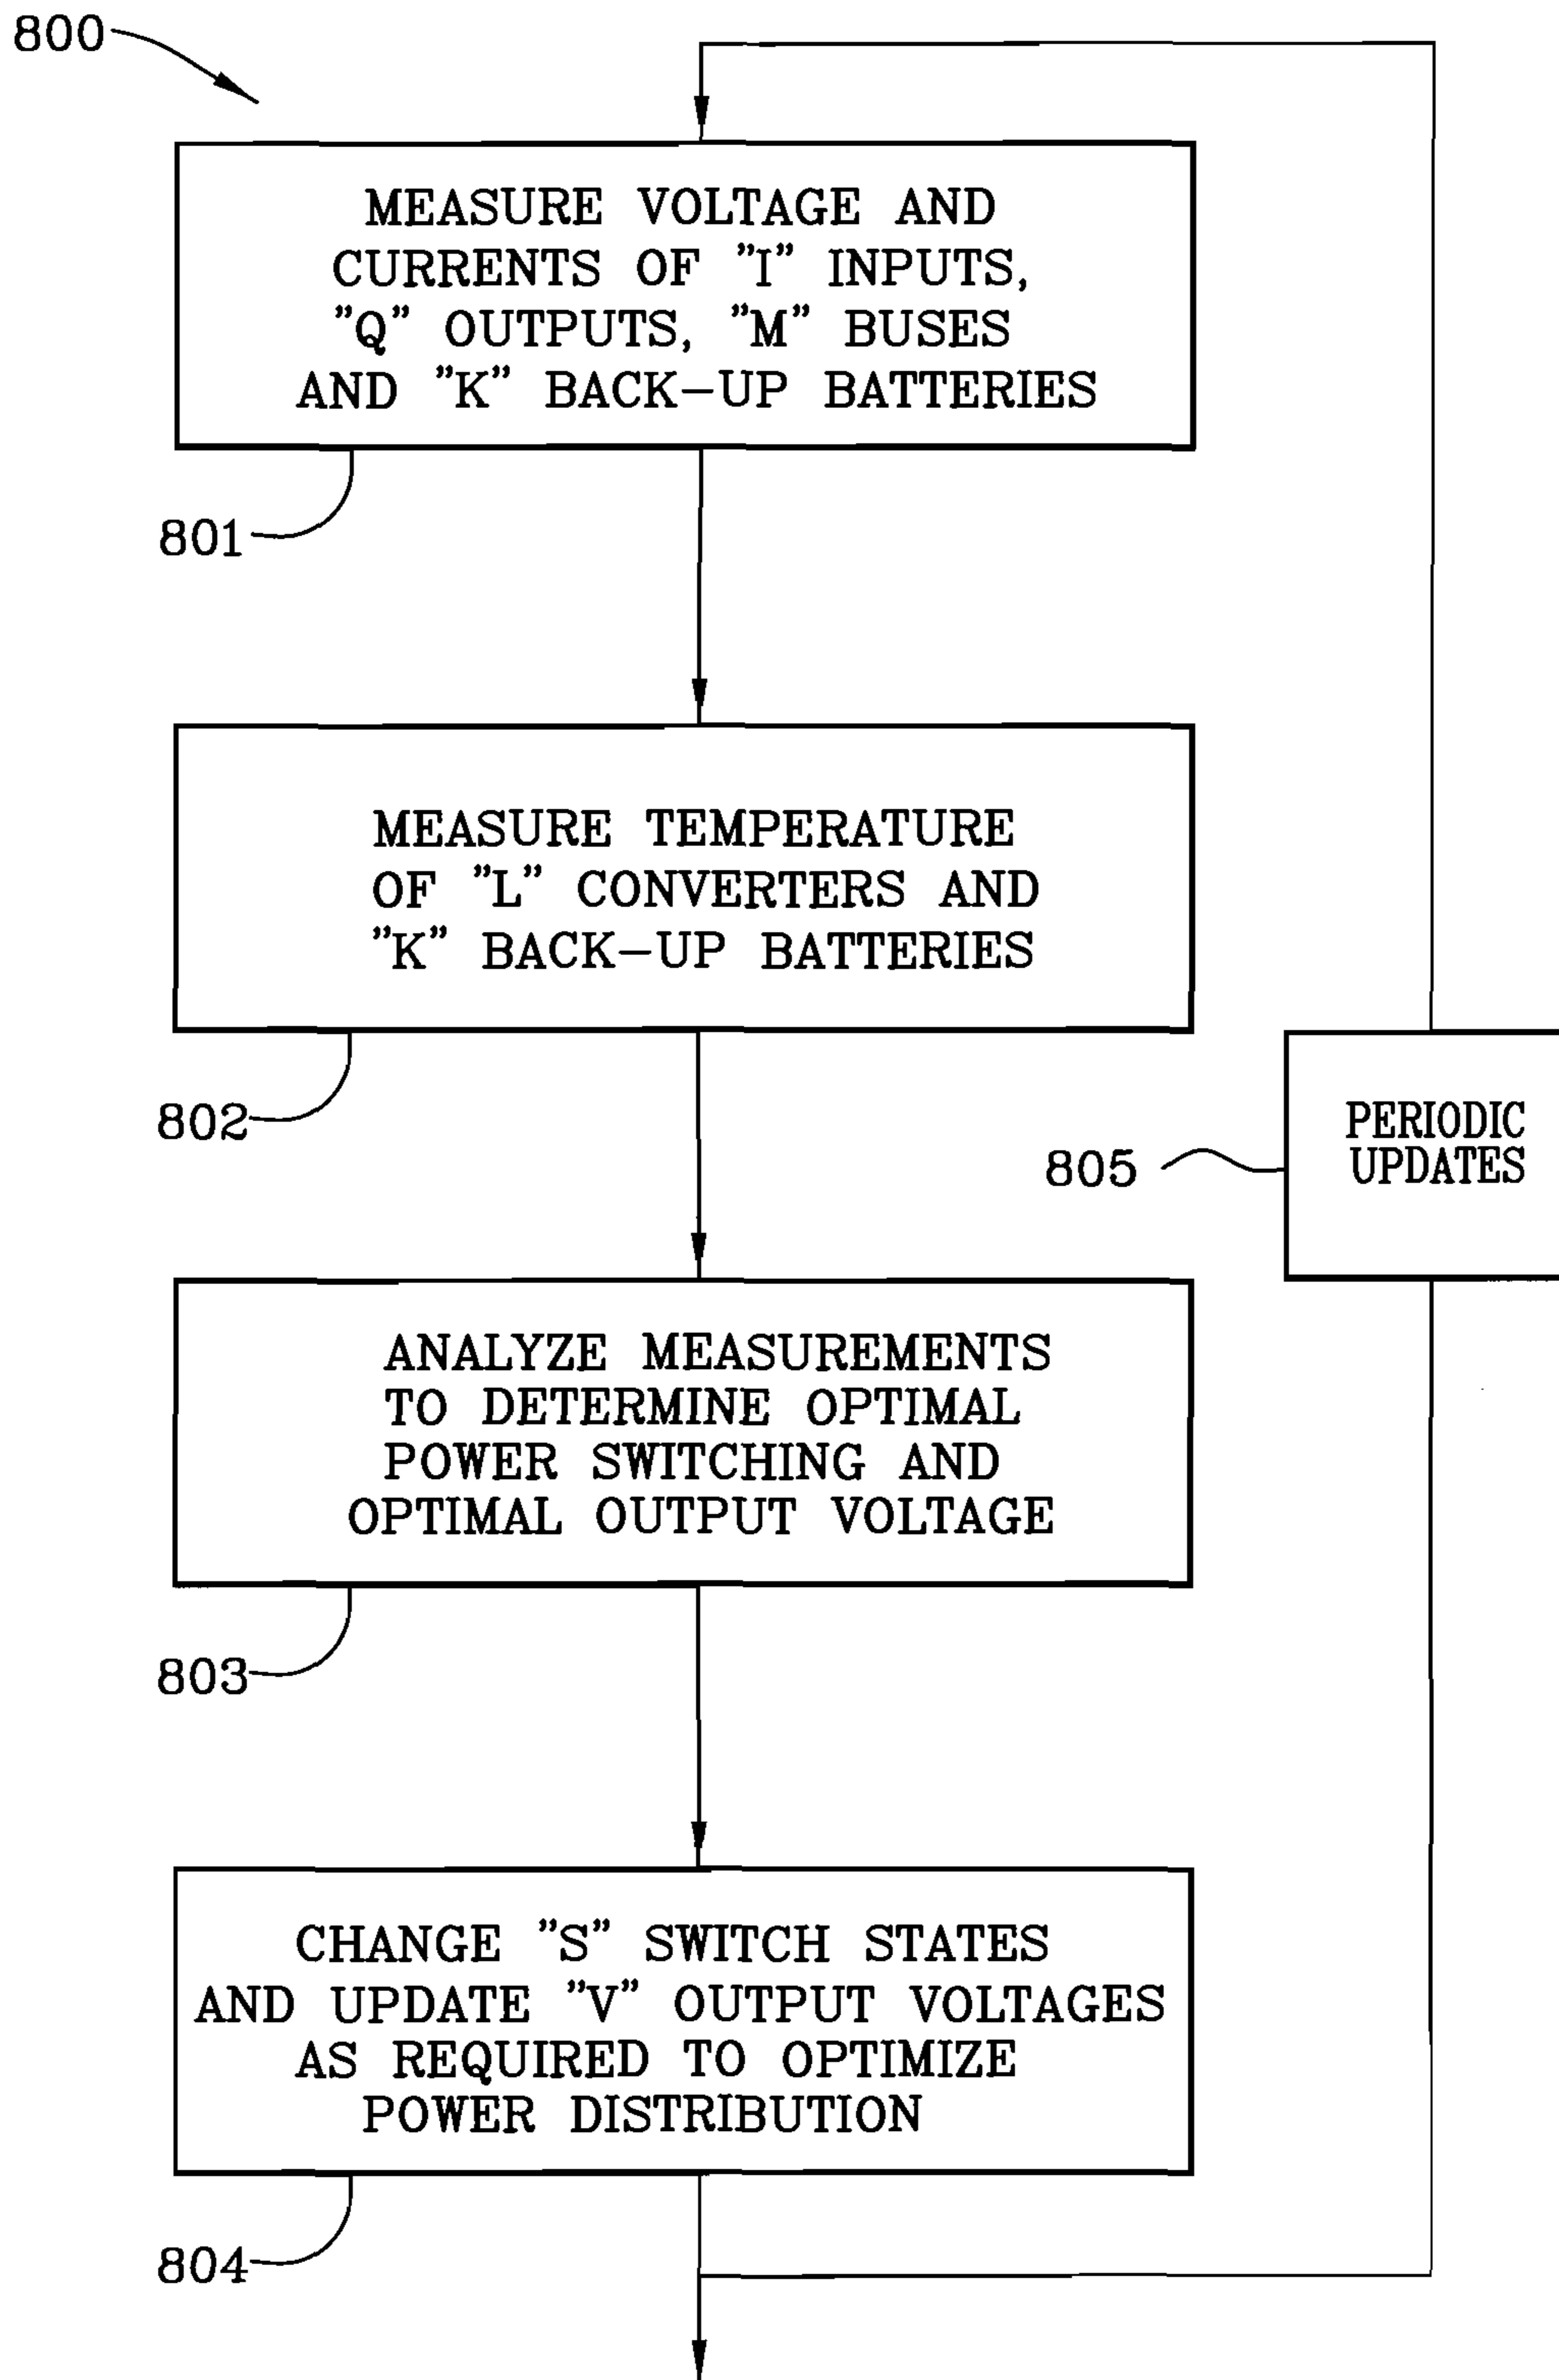 800
MEASURE VOLTAGE AND
CURRENTS OF "I" INPUTS,
"Q" OUTPUTS, "M" BUSES
AND "K" BACK-UP BATTERIES
801
MEASURE TEMPERATURE
OF "L" CONVERTERS AND
"K" BACK-UP BATTERIES
802
PERIODIC
UPDATES
805
ANALYZE MEASUREMENTS
TO DETERMINE OPTIMAL
POWER SWITCHING AND
OPTIMAL OUTPUT VOLTAGE
803
CHANGE "S" SWITCH STATES
AND UPDATE "V" OUTPUT VOLTAGES
AS REQUIRED TO OPTIMIZE
POWER DISTRIBUTION
804